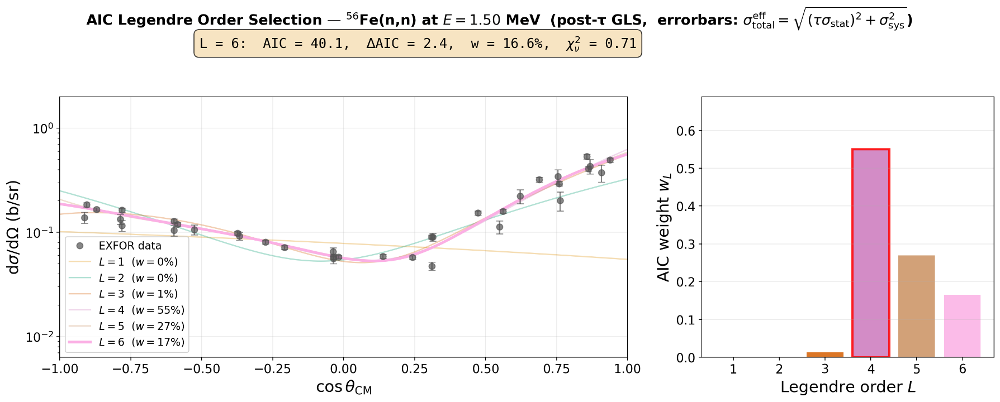 AIC Legendre Order Selection — ⁵⁶Fe(n,n) at E = 1.50 MeV (post-τ GLS, errorbars: σ_total^eff = √((τσ_stat)² + σ_sys²))
L = 6: AIC = 40.1, ΔAIC = 2.4, w = 16.6%, χ²_ν = 0.71
dσ/dΩ (b/sr)
10⁰
10⁻¹
10⁻²
EXFOR data
L = 1 (w = 0%)
L = 2 (w = 0%)
L = 3 (w = 1%)
L = 4 (w = 55%)
L = 5 (w = 27%)
L = 6 (w = 17%)
−1.00 −0.75 −0.50 −0.25 0.00 0.25 0.50 0.75 1.00
cos θ_CM
AIC weight w_L
0.6
0.5
0.4
0.3
0.2
0.1
0.0
1 2 3 4 5 6
Legendre order L